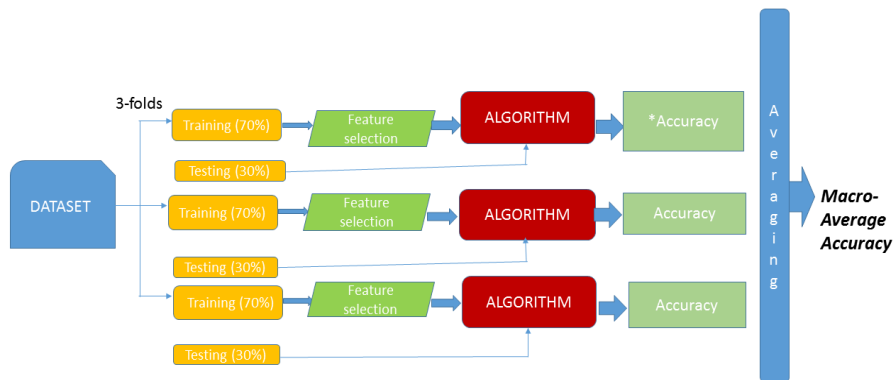 3-folds
Training (70%)
Feature
selection
ALGORITHM
*Accuracy
Testing (30%)
DATASET
Training (70%)
Feature
selection
ALGORITHM
Accuracy
Testing (30%)
Training (70%)
Feature
selection
ALGORITHM
Accuracy
Testing (30%)
A
v
e
r
a
g
i
n
g
Macro-
Average
Accuracy